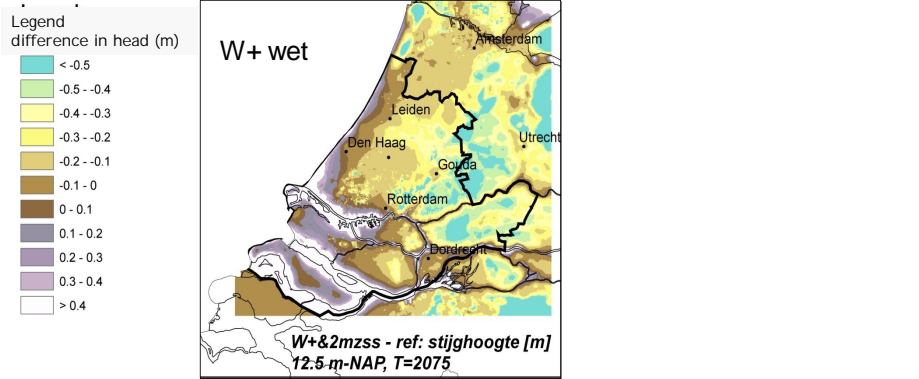 Legend
difference in head (m)
< -0.5
-0.5 - -0.4
-0.4 - -0.3
-0.3 - -0.2
-0.2 - -0.1
-0.1 - 0
0 - 0.1
0.1 - 0.2
0.2 - 0.3
0.3 - 0.4
> 0.4
W+ wet
Amsterdam
Leiden
Den Haag
Utrecht
Gouda
Rotterdam
Dordrecht
W+&2mzss - ref: stijghoogte [m]
12.5 m-NAP, T=2075